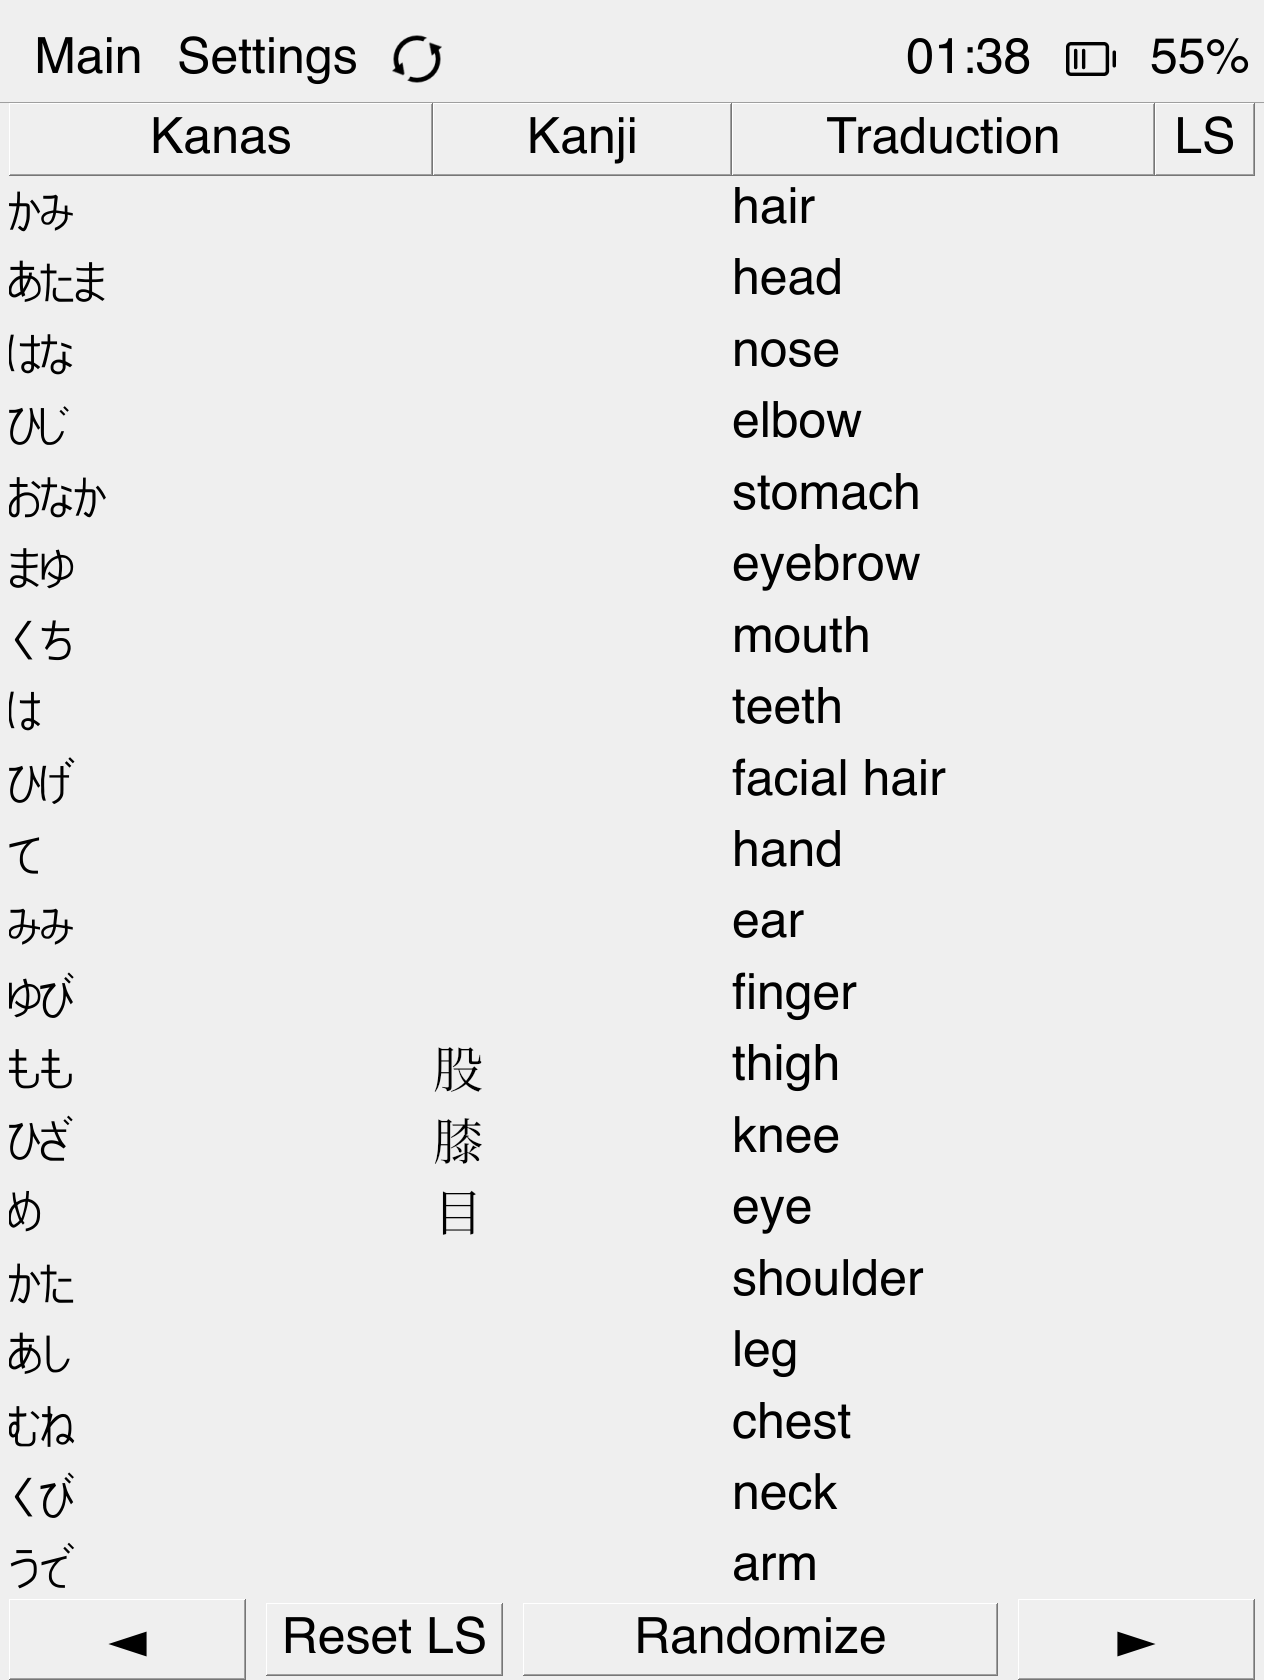 Main Settings 01:38 55%
Kanas Kanji Traduction LS
かみ hair
あたま head
はな nose
ひじ elbow
おなか stomach
まゆ eyebrow
くち mouth
は teeth
ひげ facial hair
て hand
みみ ear
ゆび finger
もも 股 thigh
ひざ 膝 knee
め 目 eye
かた shoulder
あし leg
むね chest
くび neck
うで arm
◄ Reset LS Randomize ►